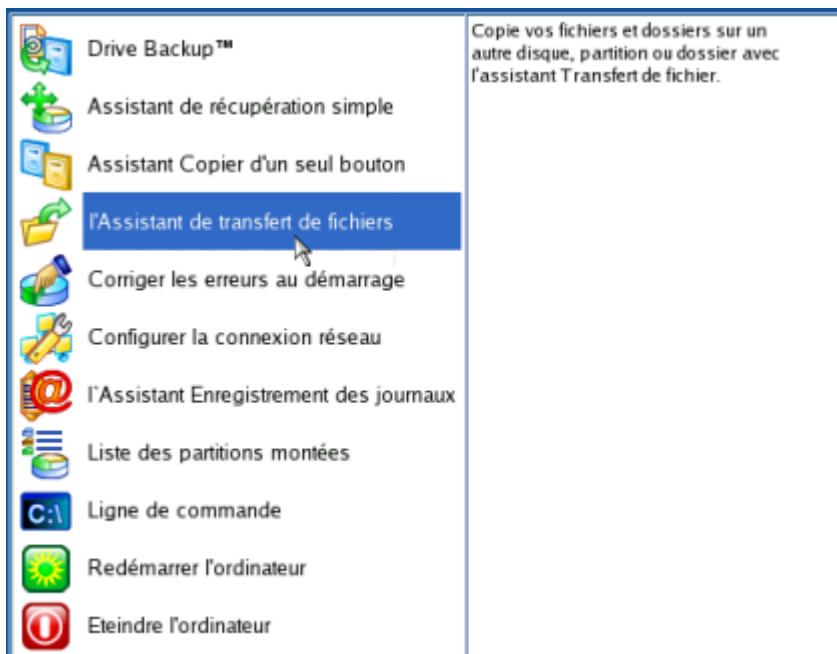 Drive Backup™
Assistant de récupération simple
Assistant Copier d'un seul bouton
l'Assistant de transfert de fichiers
Corriger les erreurs au démarrage
Configurer la connexion réseau
l`Assistant Enregistrement des journaux
Liste des partitions montées
C:\
Ligne de commande
Redémarrer l'ordinateur
Eteindre l'ordinateur
Copie vos fichiers et dossiers sur un
autre disque, partition ou dossier avec
l'assistant Transfert de fichier.